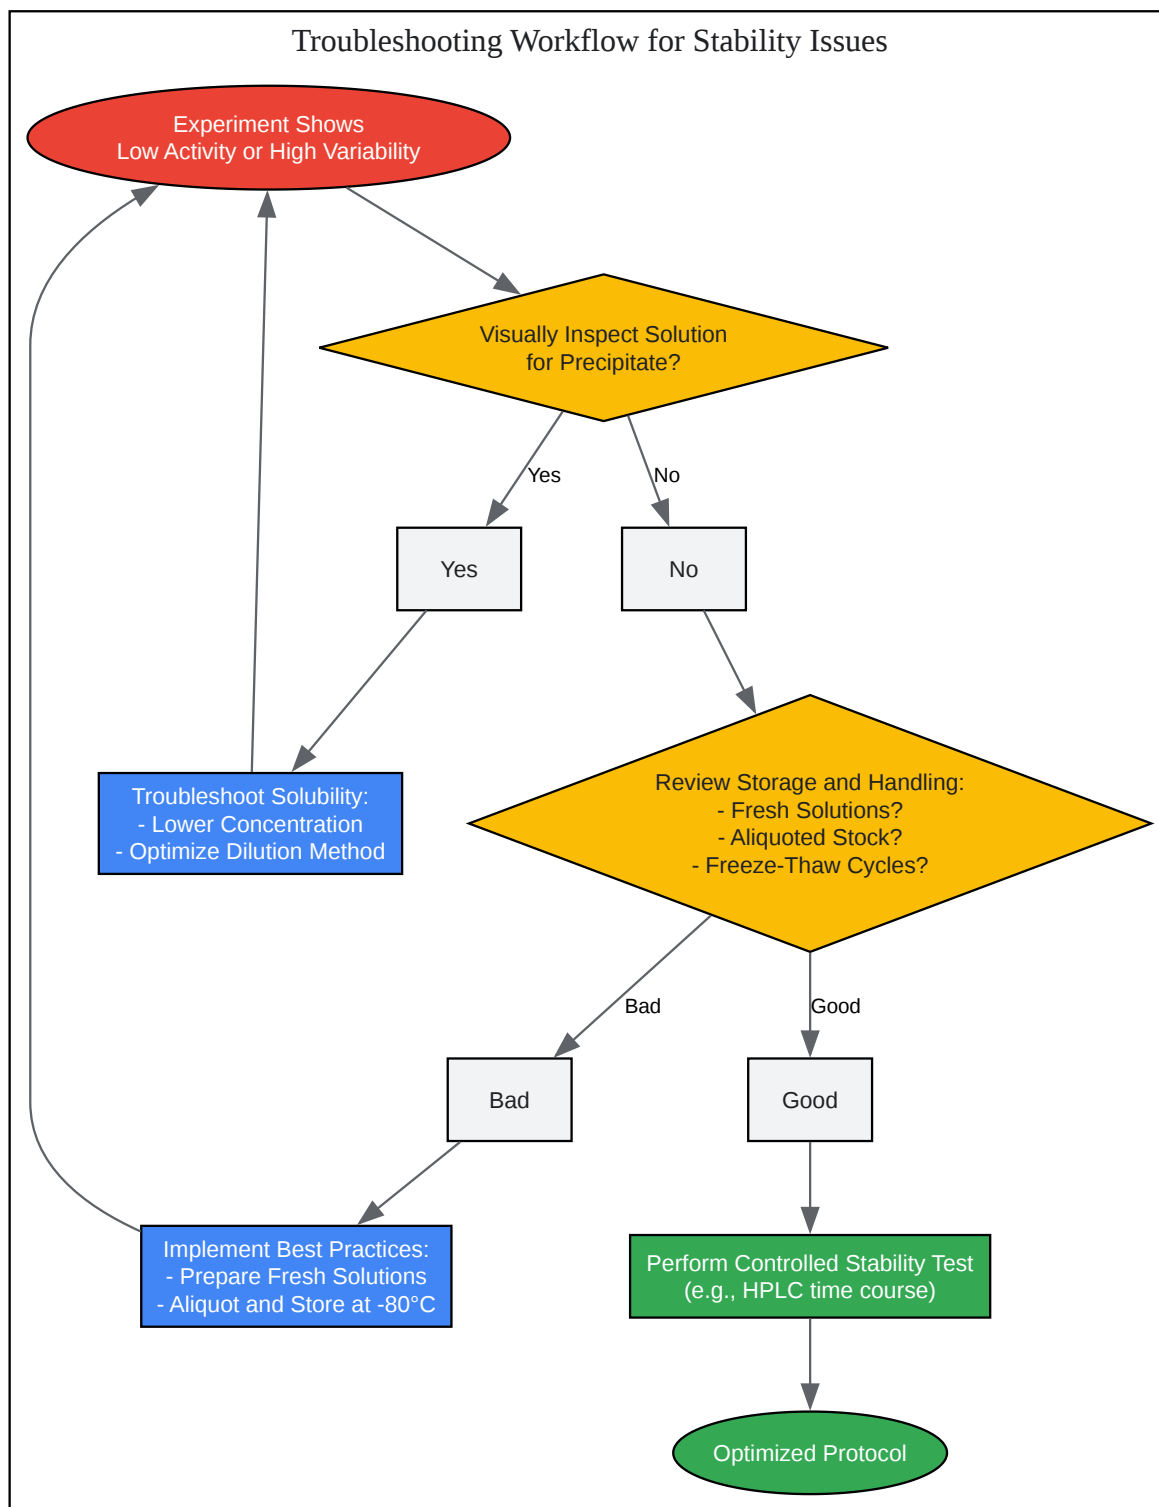 Troubleshooting Workflow for Stability Issues
Experiment Shows
Low Activity or High Variability
Visually Inspect Solution
for Precipitate?
Yes
No
Yes
No
Troubleshoot Solubility:
- Lower Concentration
- Optimize Dilution Method
Review Storage and Handling:
- Fresh Solutions?
- Aliquoted Stock?
- Freeze-Thaw Cycles?
Bad
Good
Bad
Good
Implement Best Practices:
- Prepare Fresh Solutions
- Aliquot and Store at -80°C
Perform Controlled Stability Test
(e.g., HPLC time course)
Optimized Protocol